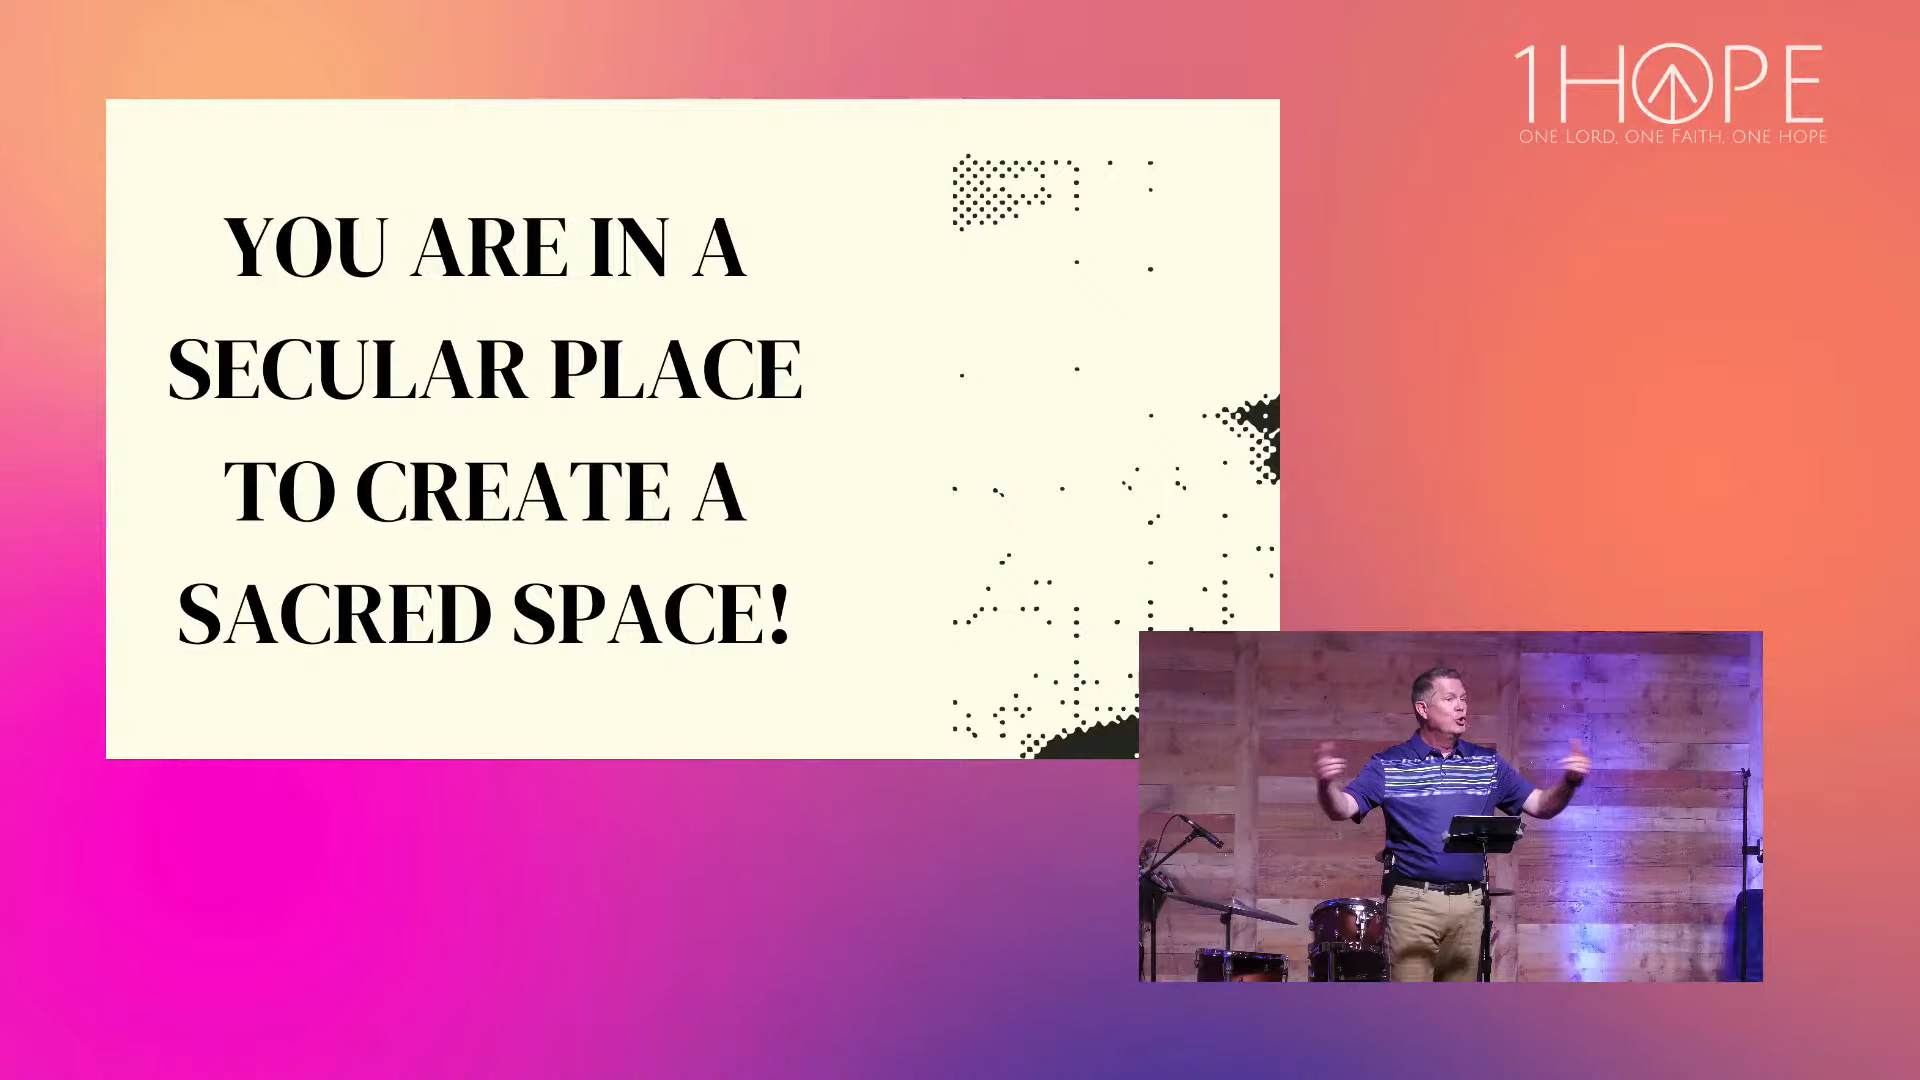 1HOPE
ONE LORD, ONE FAITH, ONE HOPE
YOU ARE IN A
SECULAR PLACE
TO CREATE A
SACRED SPACE!